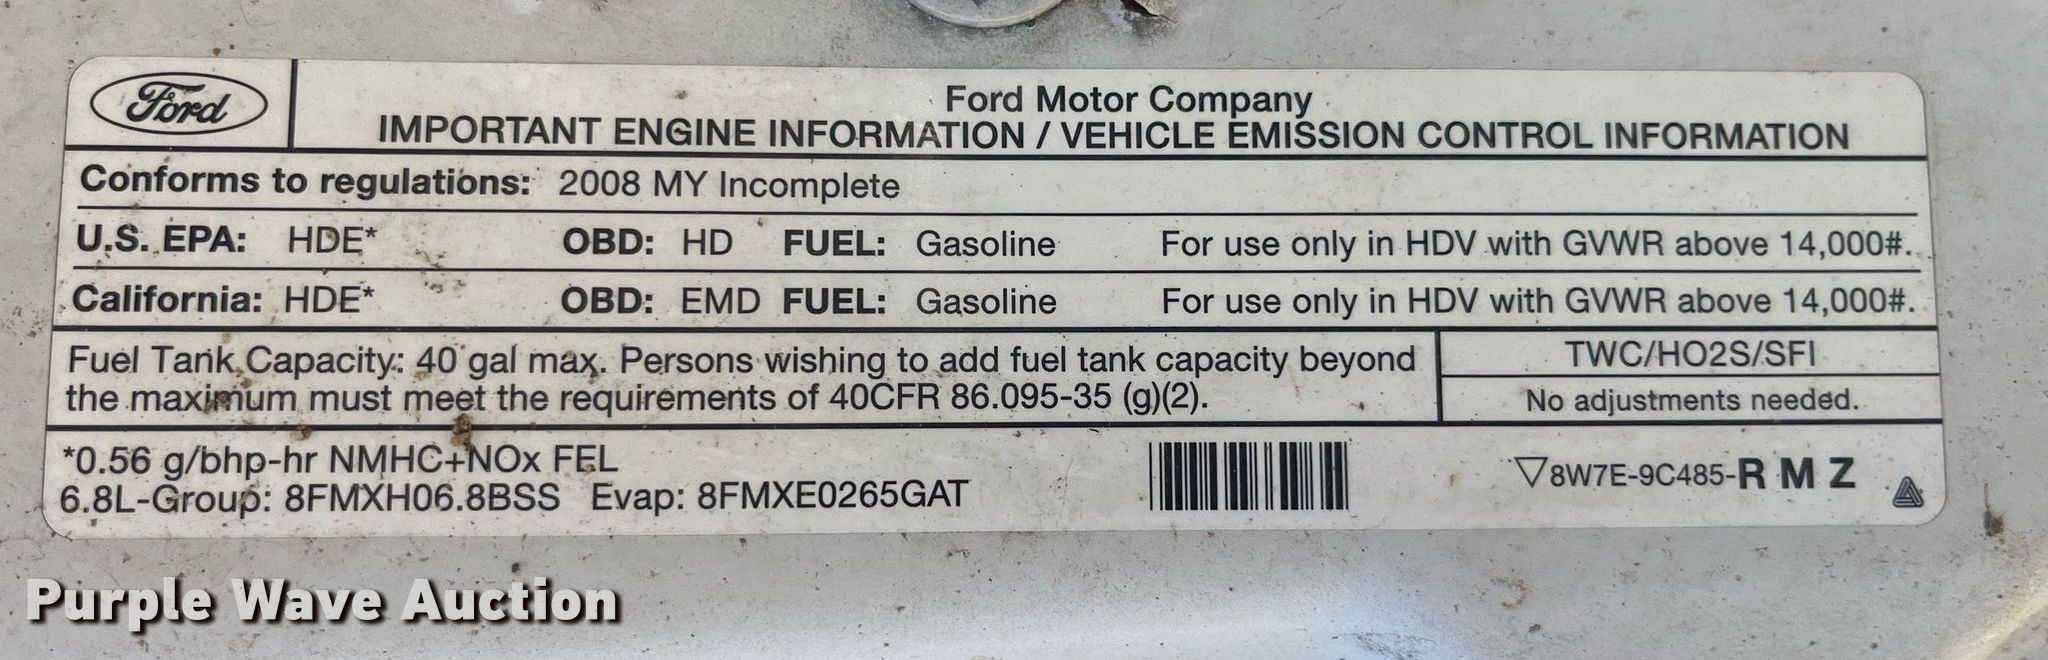 Ford
Ford Motor Company
IMPORTANT ENGINE INFORMATION / VEHICLE EMISSION CONTROL INFORMATION
Conforms to regulations: 2008 MY Incomplete
U.S. EPA: HDE* OBD: HD FUEL: Gasoline For use only in HDV with GVWR above 14,000#.
California: HDE* OBD: EMD FUEL: Gasoline For use only in HDV with GVWR above 14,000#.
Fuel Tank Capacity: 40 gal max. Persons wishing to add fuel tank capacity beyond
the maximum must meet the requirements of 40CFR 86.095-35 (g)(2).
TWC/HO2S/SFI
No adjustments needed.
*0.56 g/bhp-hr NMHC+NOx FEL
6.8L-Group: 8FMXH06.8BSS Evap: 8FMXE0265GAT
▽8W7E-9C485-R M Z
Purple Wave Auction